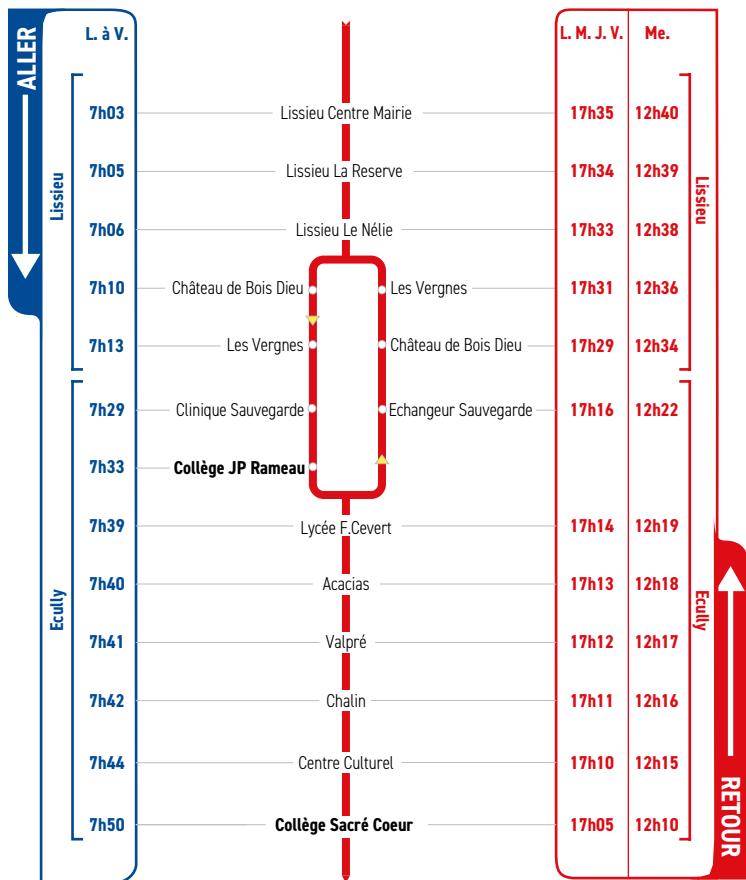 ALLER
L. à V.
L. M. J. V. Me.
Lissieu
Lissieu
7h03 Lissieu Centre Mairie 17h35 12h40
7h05 Lissieu La Reserve 17h34 12h39
7h06 Lissieu Le Nélie 17h33 12h38
7h10 Château de Bois Dieu Les Vergnes 17h31 12h36
7h13 Les Vergnes Château de Bois Dieu 17h29 12h34
Ecully
Ecully
7h29 Clinique Sauvegarde Echangeur Sauvegarde 17h16 12h22
7h33 Collège JP Rameau
7h39 Lycée F.Cevert 17h14 12h19
7h40 Acacias 17h13 12h18
7h41 Valpré 17h12 12h17
7h42 Chalin 17h11 12h16
7h44 Centre Culturel 17h10 12h15
7h50 Collège Sacré Coeur 17h05 12h10
RETOUR